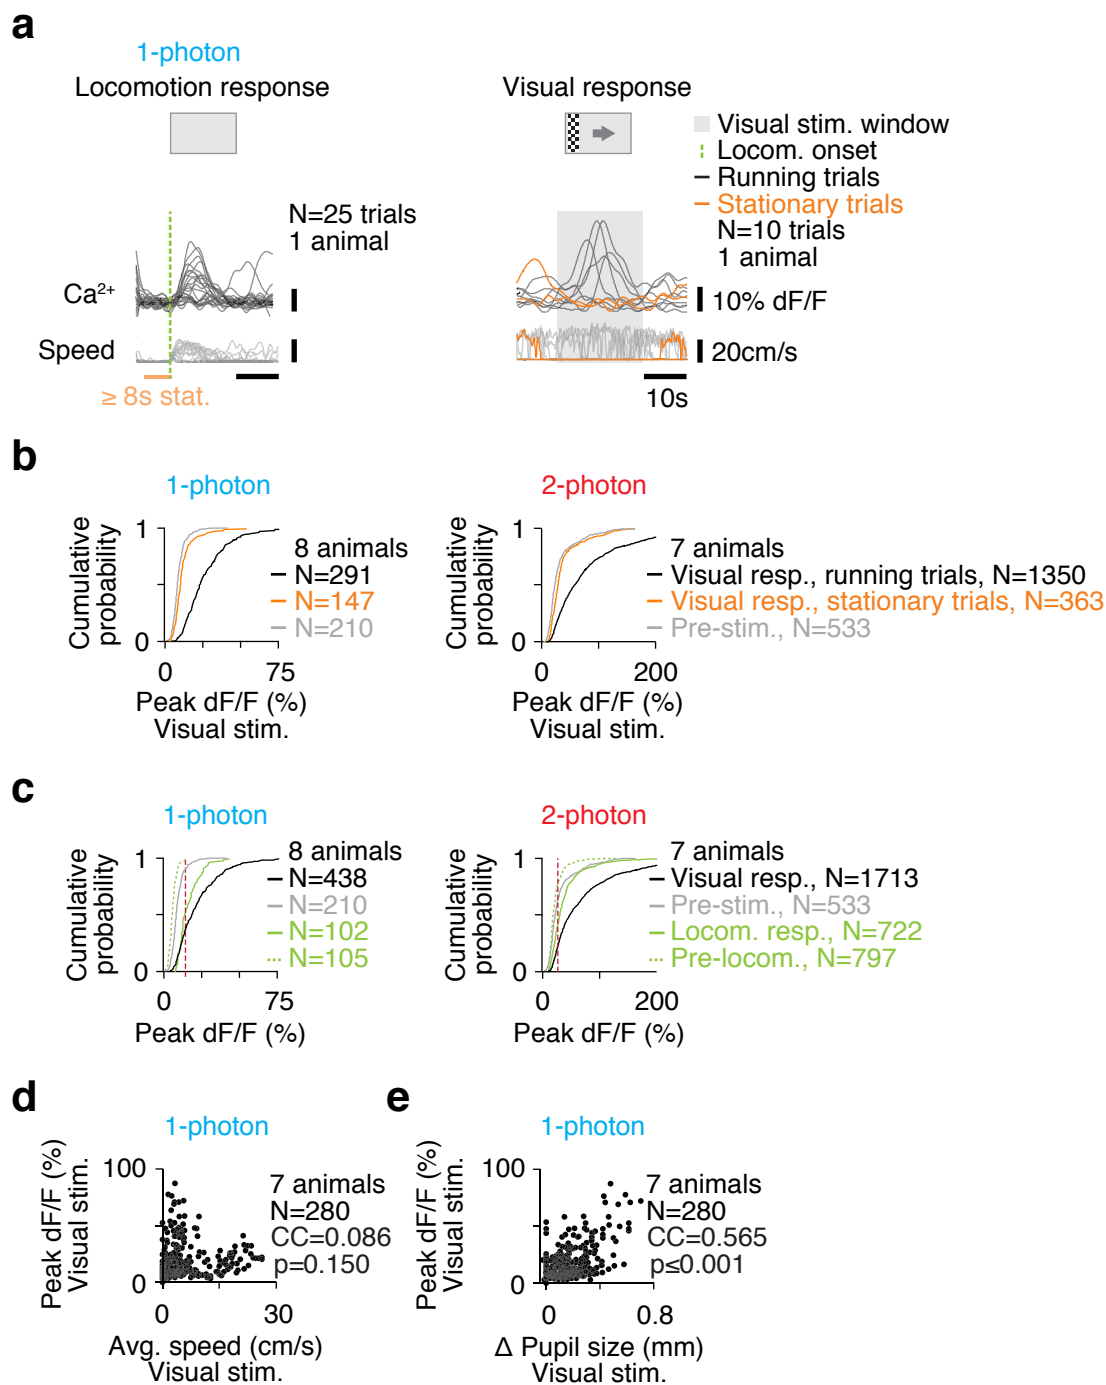 a
1-photon
Locomotion response
Visual response
Visual stim. window
Locom. onset
Running trials
Stationary trials
N=10 trials
1 animal
N=25 trials
1 animal
Ca²⁺
10% dF/F
Speed
20cm/s
≥ 8s stat.
10s
b
1-photon
2-photon
Cumulative
probability
1
0
0
75
Peak dF/F (%)
Visual stim.
8 animals
N=291
N=147
N=210
Cumulative
probability
1
0
0
200
Peak dF/F (%)
Visual stim.
7 animals
Visual resp., running trials, N=1350
Visual resp., stationary trials, N=363
Pre-stim., N=533
c
1-photon
2-photon
Cumulative
probability
1
0
0
75
Peak dF/F (%)
8 animals
N=438
N=210
N=102
N=105
Cumulative
probability
1
0
0
200
Peak dF/F (%)
7 animals
Visual resp., N=1713
Pre-stim., N=533
Locom. resp., N=722
Pre-locom., N=797
d
1-photon
Peak dF/F (%)
Visual stim.
100
0
0
30
Avg. speed (cm/s)
Visual stim.
7 animals
N=280
CC=0.086
p=0.150
e
1-photon
Peak dF/F (%)
Visual stim.
100
0
0
0.8
Δ Pupil size (mm)
Visual stim.
7 animals
N=280
CC=0.565
p≤0.001